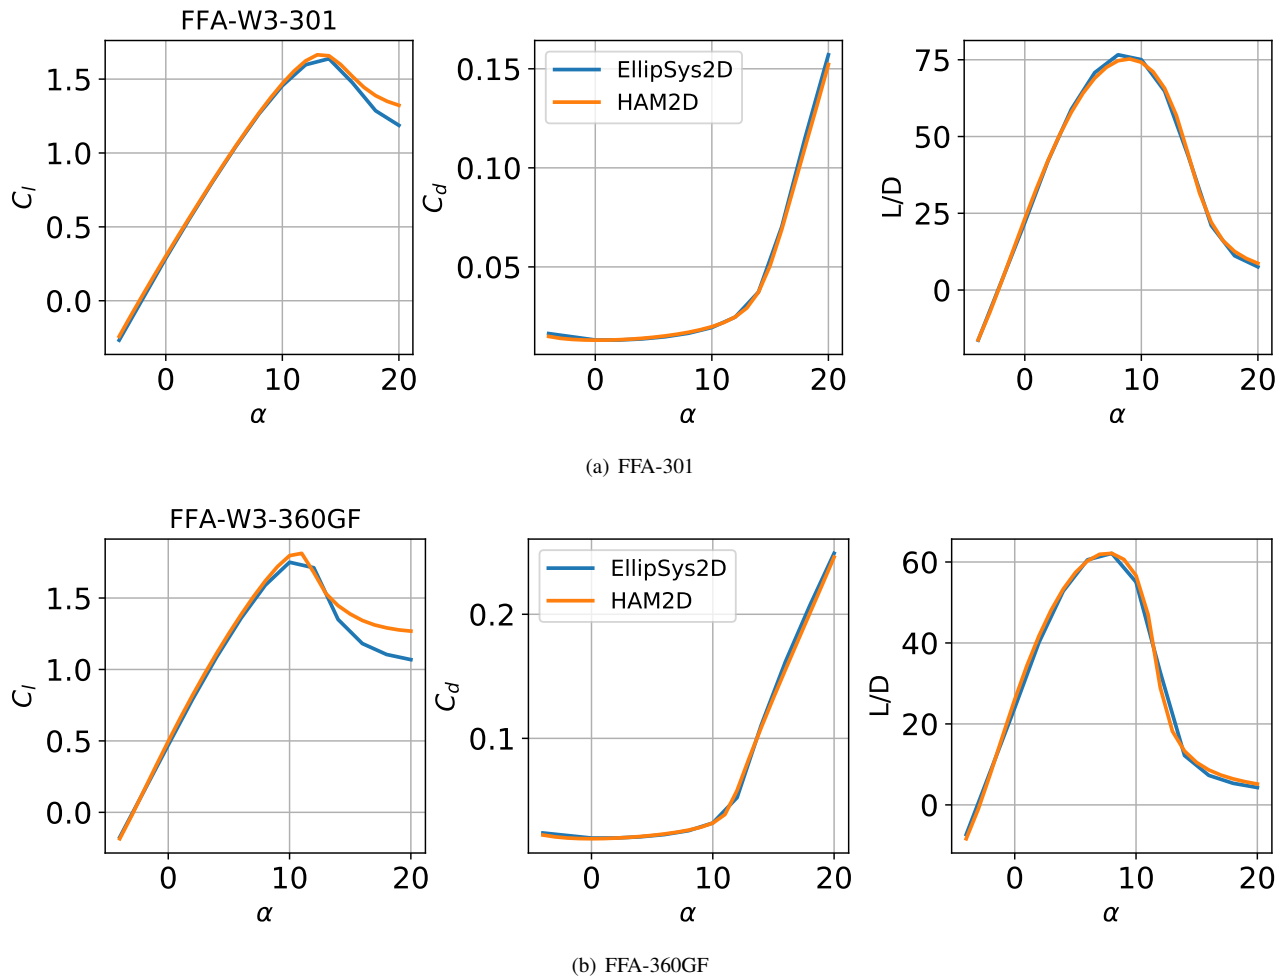 FFA-W3-301
1.5
1.0
0.5
0.0
C_l
0 10 20
α
0.15
0.10
0.05
C_d
EllipSys2D
HAM2D
0 10 20
α
75
50
25
0
L/D
0 10 20
α
(a) FFA-301
FFA-W3-360GF
1.5
1.0
0.5
0.0
C_l
0 10 20
α
0.2
0.1
C_d
EllipSys2D
HAM2D
0 10 20
α
60
40
20
0
L/D
0 10 20
α
(b) FFA-360GF